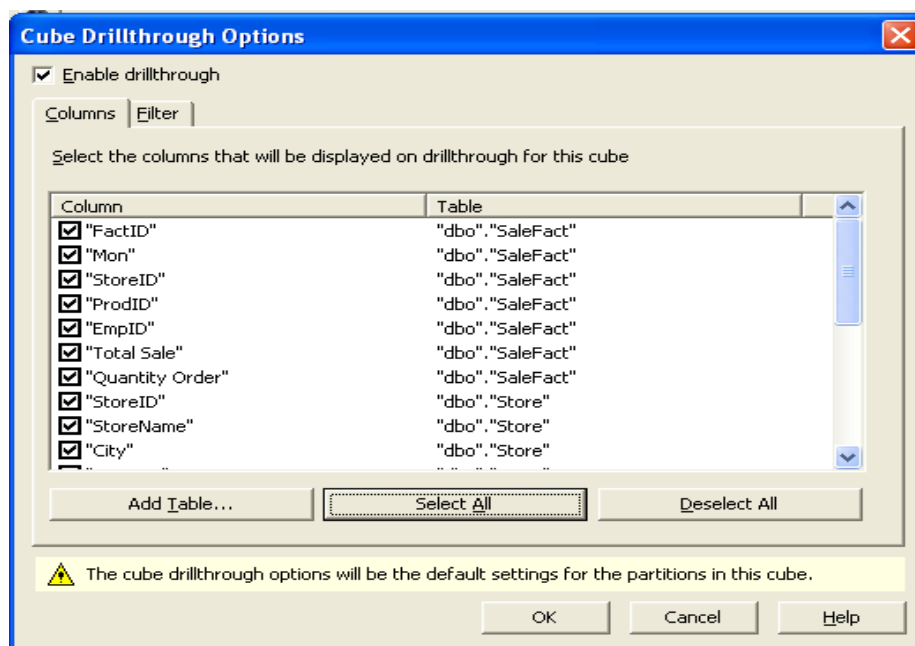 Cube Drillthrough Options
Enable drillthrough
Columns Filter
Select the columns that will be displayed on drillthrough for this cube
Column Table
"FactID" "dbo"."SaleFact"
"Mon" "dbo"."SaleFact"
"StoreID" "dbo"."SaleFact"
"ProdID" "dbo"."SaleFact"
"EmpID" "dbo"."SaleFact"
"Total Sale" "dbo"."SaleFact"
"Quantity Order" "dbo"."SaleFact"
"StoreID" "dbo"."Store"
"StoreName" "dbo"."Store"
"City" "dbo"."Store"
Add Table... Select All Deselect All
The cube drillthrough options will be the default settings for the partitions in this cube.
OK Cancel Help